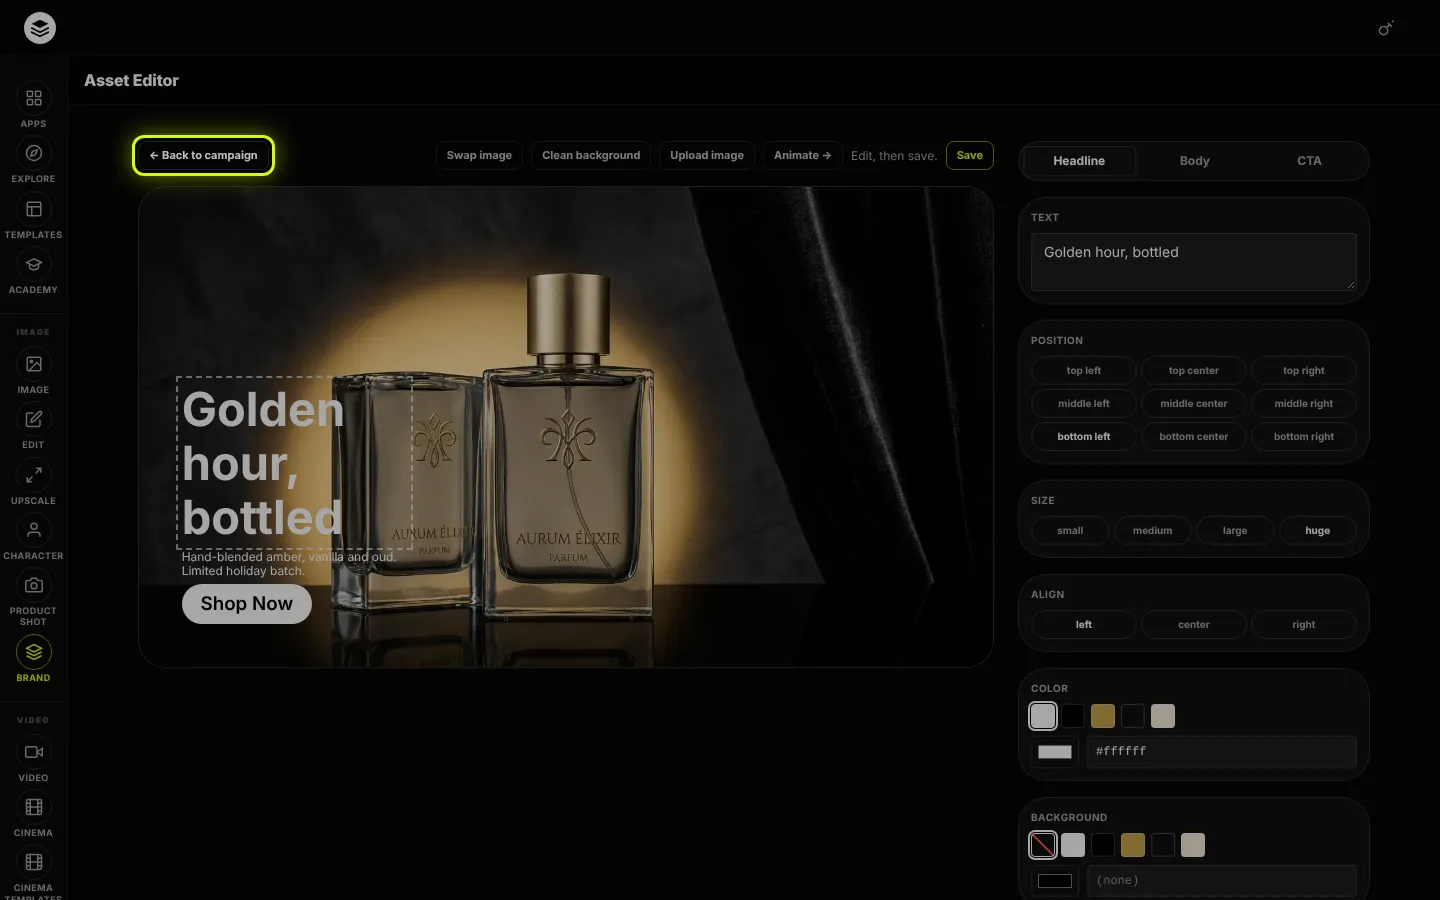 Asset Editor
APPS
EXPLORE
TEMPLATES
ACADEMY
IMAGE
IMAGE
EDIT
UPSCALE
CHARACTER
PRODUCT
SHOT
BRAND
VIDEO
VIDEO
CINEMA
CINEMA
TEMPLATES
← Back to campaign
Swap image
Clean background
Upload image
Animate →
Edit, then save.
Save
Golden
hour,
bottled
Hand-blended amber, vanilla and oud.
Limited holiday batch.
Shop Now
AURUM ÉLIXIR
PARFUM
AURUM ÉLIXIR
PARFUM
Headline
Body
CTA
TEXT
Golden hour, bottled
POSITION
top left
top center
top right
middle left
middle center
middle right
bottom left
bottom center
bottom right
SIZE
small
medium
large
huge
ALIGN
left
center
right
COLOR
#ffffff
BACKGROUND
(none)